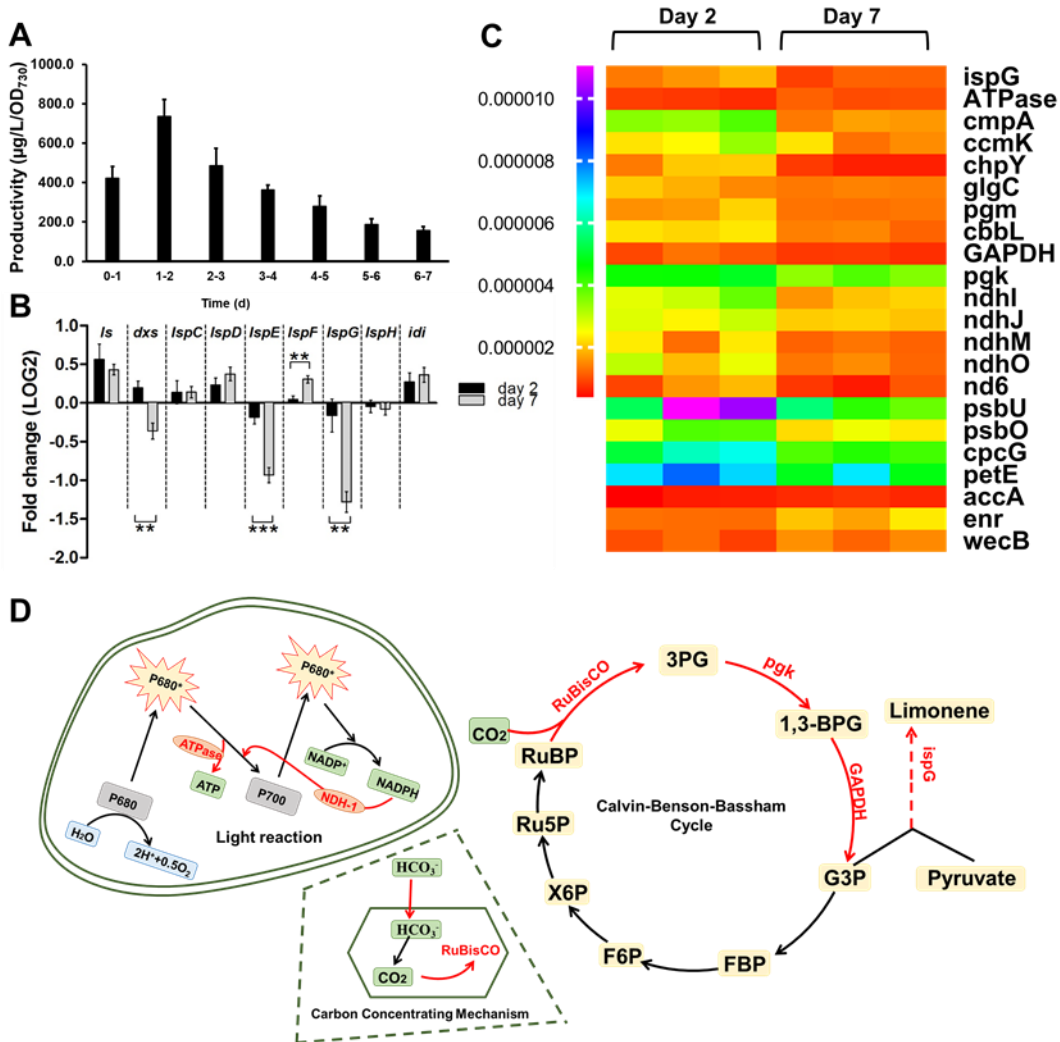 A
Productivity (µg/L/OD730)
1000.0
800.0
600.0
400.0
200.0
0.0
0-1 1-2 2-3 3-4 4-5 5-6 6-7
Time (d)
B
Fold change (LOG2)
1.0
0.5
0.0
-0.5
-1.0
-1.5
-2.0
ls dxs IspC IspD IspE IspF IspG IspH idi
**
** *** **
day 2
day 7
C
Day 2 Day 7
0.000010
0.000008
0.000006
0.000004
0.000002
ispG
ATPase
cmpA
ccmK
chpY
glgC
pgm
cbbL
GAPDH
pgk
ndhI
ndhJ
ndhM
ndhO
nd6
psbU
psbO
cpcG
petE
accA
enr
wecB
D
P680*
P680*
ATPase
ATP
NADP+
NADPH
NDH-1
P680
P700
H2O
2H++0.5O2
Light reaction
HCO3-
HCO3-
RuBisCO
CO2
Carbon Concentrating Mechanism
3PG
pgk
RuBisCO
CO2
RuBP
1,3-BPG
Limonene
ispG
GAPDH
Calvin-Benson-Bassham
Cycle
Ru5P
G3P
Pyruvate
X6P
F6P
FBP